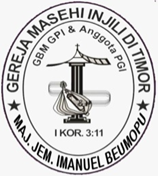 GEREJA MASEHI INJILI DI TIMOR
GBM GPI & Anggota PGI
I KOR. 3:11
MAJ. JEM. IMANUEL BEUMOPU